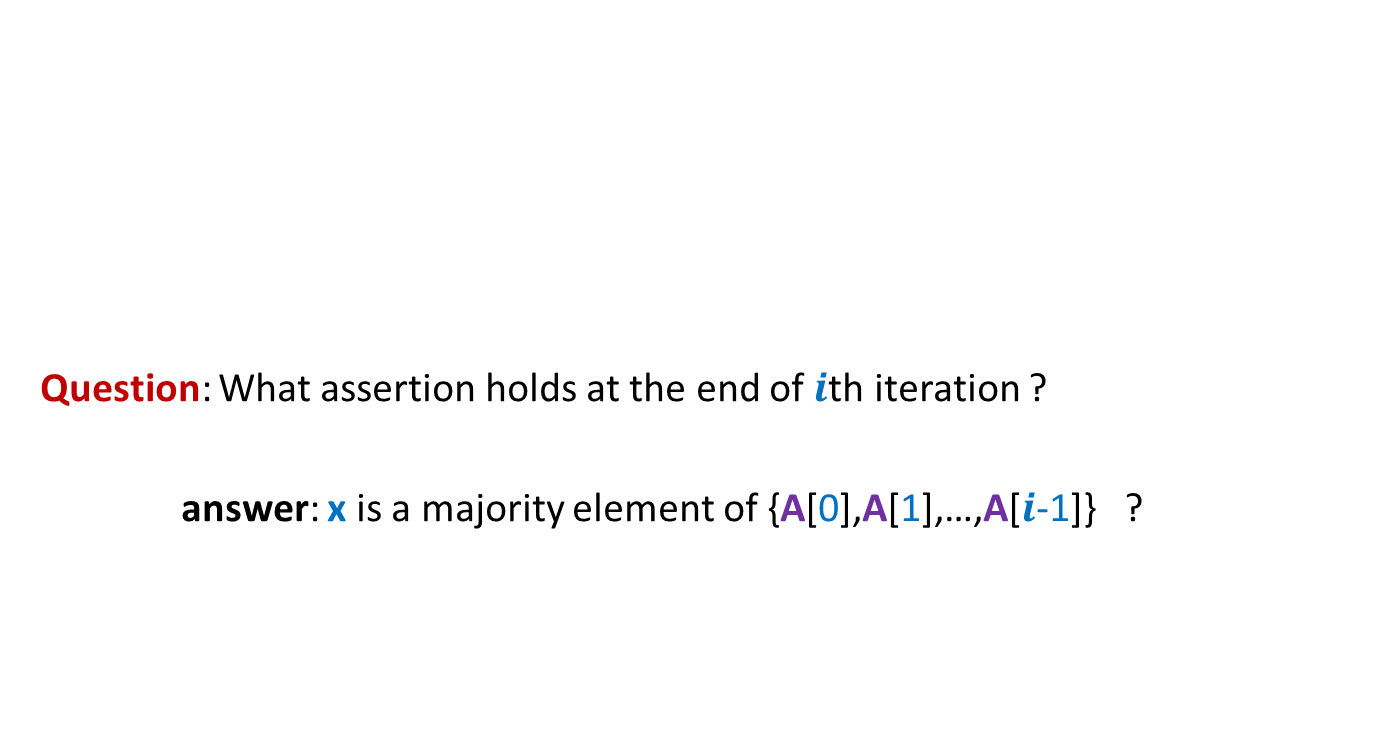 Question: What assertion holds at the end of ith iteration ?
answer: x is a majority element of {A[0],A[1],...,A[i-1]} ?